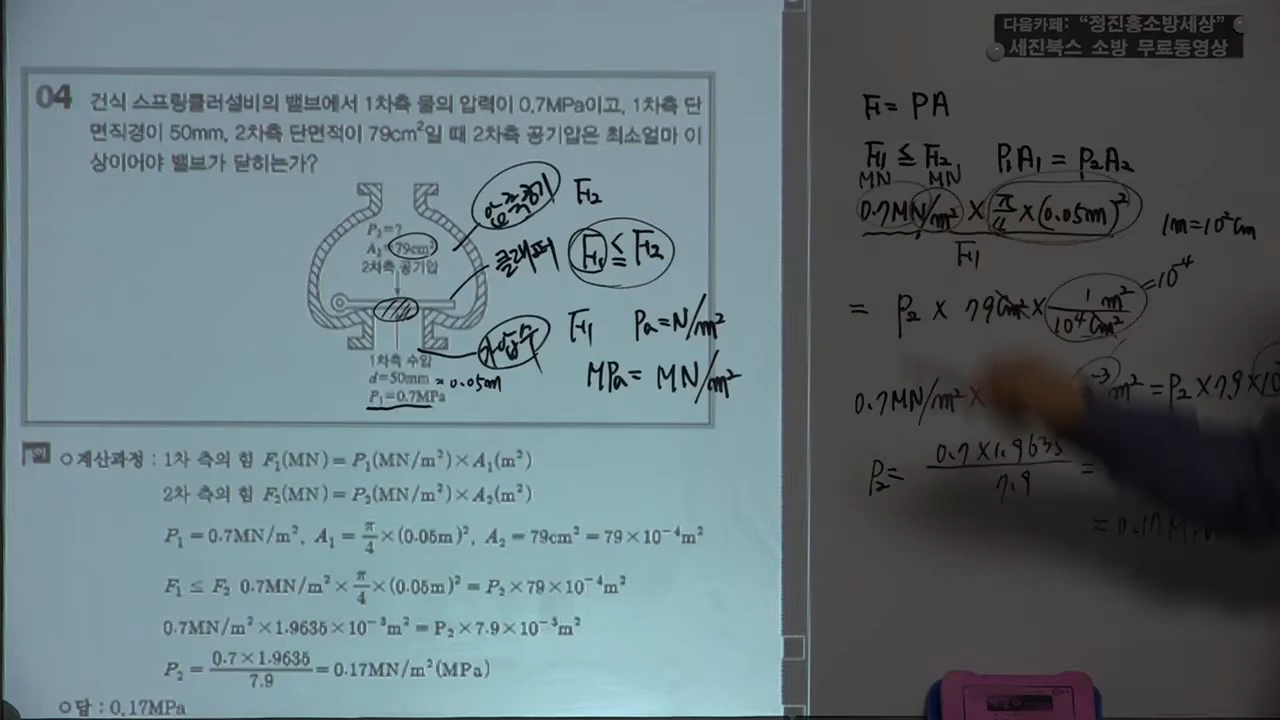 다음카페: "정진홍소방세상"
세진북스 소방 무료동영상
04 건식 스프링클러설비의 밸브에서 1차측 물의 압력이 0.7MPa이고, 1차측 단
면직경이 50mm, 2차측 단면적이 79cm²일 때 2차측 공기압은 최소얼마 이
상이어야 밸브가 닫히는가?
압축공기 F₂
P₂=?
A₂=79cm²
2차측 공기압
클래퍼 F₁ ≤ F₂
가압수 F₁ Pa=N/m²
MPa= MN/m²
1차측 수압
d=50mm = 0.05m
P₁=0.7MPa
○계산과정 : 1차 측의 힘 F₁(MN)=P₁(MN/m²)×A₁(m²)
2차 측의 힘 F₂(MN)=P₂(MN/m²)×A₂(m²)
P₁=0.7MN/m², A₁=π/4×(0.05m)², A₂=79cm²=79×10⁻⁴m²
F₁ ≤ F₂ 0.7MN/m²×π/4×(0.05m)²=P₂×79×10⁻⁴m²
0.7MN/m²×1.9635×10⁻³m²=P₂×7.9×10⁻³m²
P₂=0.7×1.9635/7.9=0.17MN/m²(MPa)
○답 : 0.17MPa
F= PA
F₁ ≤ F₂ P₁A₁ = P₂A₂
MN MN
0.7MN/m² × π/4 ×(0.05m)²
F₁
1m=10²cm
= P₂ × 79cm² × 1m²/10⁴cm² =10⁻⁴
0.7MN/m² × ⁻³m² = P₂ × 7.9 × 10
P₂= 0.7×1.9635/7.9 =
= 0.17